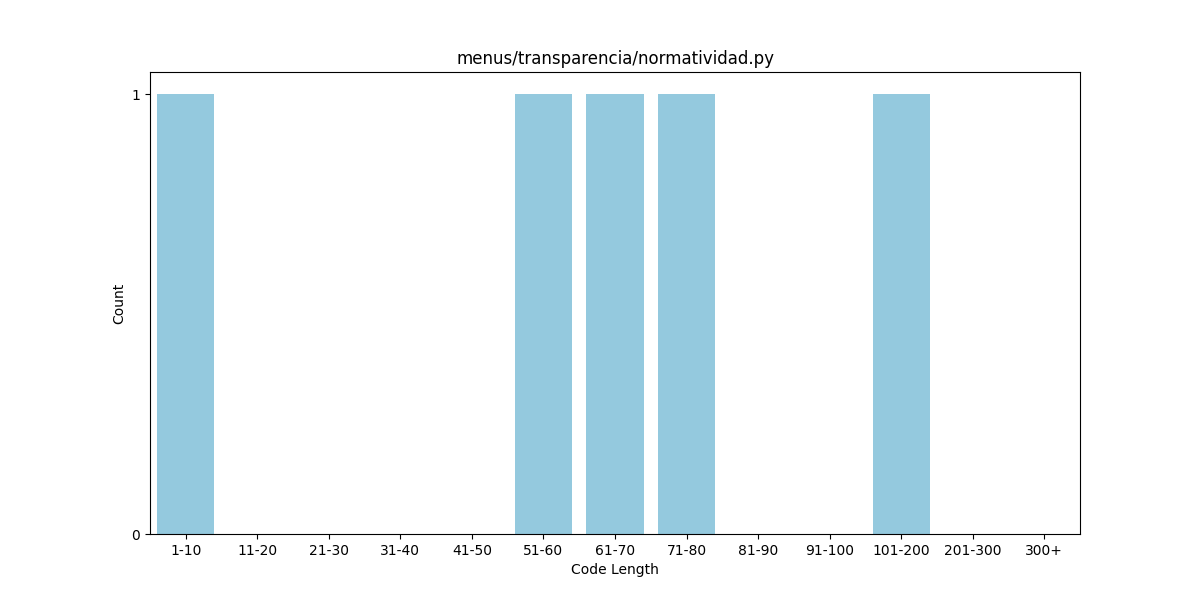 menus/transparencia/normatividad.py
1
0
Count
1-10 11-20 21-30 31-40 41-50 51-60 61-70 71-80 81-90 91-100 101-200 201-300 300+
Code Length